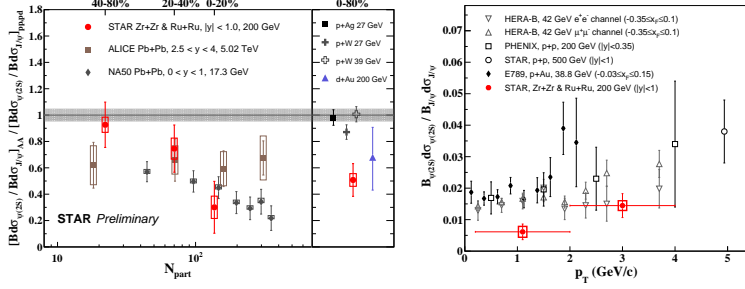 40-80% 20-40% 0-20%
0-80%
STAR Zr+Zr & Ru+Ru, |y| < 1.0, 200 GeV
ALICE Pb+Pb, 2.5 < y < 4, 5.02 TeV
NA50 Pb+Pb, 0 < y < 1, 17.3 GeV
p+Ag 27 GeV
p+W 27 GeV
p+W 39 GeV
d+Au 200 GeV
[Bdσψ(2S)/BdσJ/ψ]AA / [Bdσψ(2S)/BdσJ/ψ]pp,pd
1.8
1.6
1.4
1.2
1
0.8
0.6
0.4
0.2
0
STAR Preliminary
10 10²
Npart
HERA-B, 42 GeV e⁺e⁻ channel (-0.35≤xF≤0.1)
HERA-B, 42 GeV μ⁺μ⁻ channel (-0.35≤xF≤0.1)
PHENIX, p+p, 200 GeV (|y|<0.35)
STAR, p+p, 500 GeV (|y|<1)
E789, p+Au, 38.8 GeV (-0.03≤xF≤0.15)
STAR, Zr+Zr & Ru+Ru, 200 GeV (|y|<1)
Bψ(2S)dσψ(2S)/BJ/ψdσJ/ψ
0.06
0.05
0.04
0.03
0.02
0.01
0
0 1 2 3 4 5
pT (GeV/c)